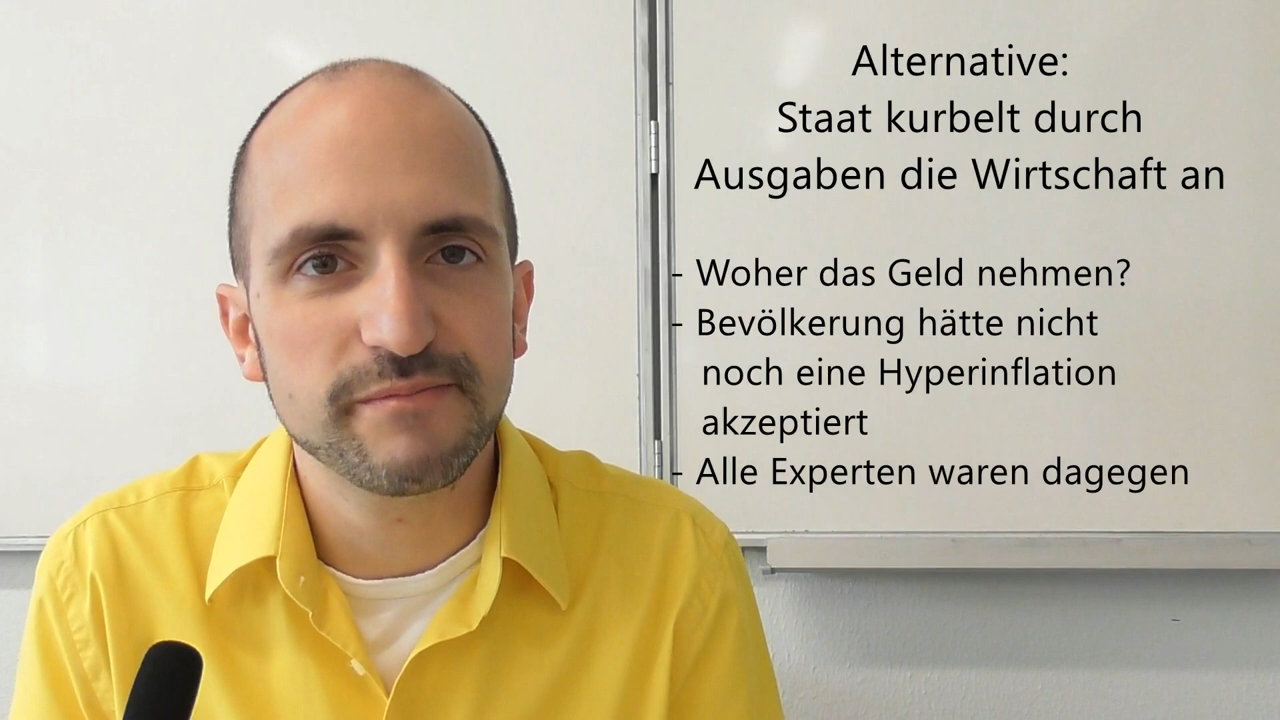 Alternative:
Staat kurbelt durch
Ausgaben die Wirtschaft an
- Woher das Geld nehmen?
- Bevölkerung hätte nicht
noch eine Hyperinflation
akzeptiert
- Alle Experten waren dagegen